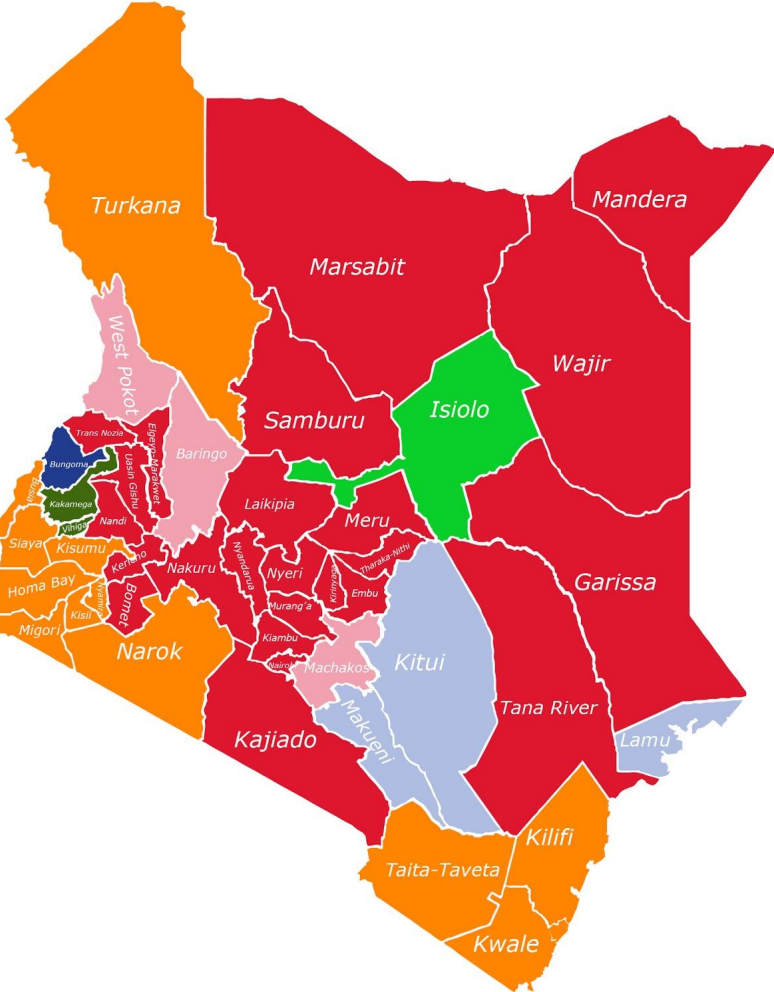 Turkana
Mandera
Marsabit
West Pokot
Wajir
Isiolo
Samburu
Trans Nozia
Elgeyo-Marakwet
Baringo
Bungoma
Uasin Gishu
Busia
Kakamega
Laikipia
Meru
Nandi
Vihiga
Siaya
Kisumu
Kericho
Nakuru
Nyandarua
Nyeri
Kirinyaga
Tharaka-Nithi
Embu
Garissa
Homa Bay
Nyamira
Bomet
Murang'a
Kisii
Migori
Narok
Kiambu
Nairobi
Machakos
Kitui
Tana River
Makueni
Kajiado
Lamu
Kilifi
Taita-Taveta
Kwale